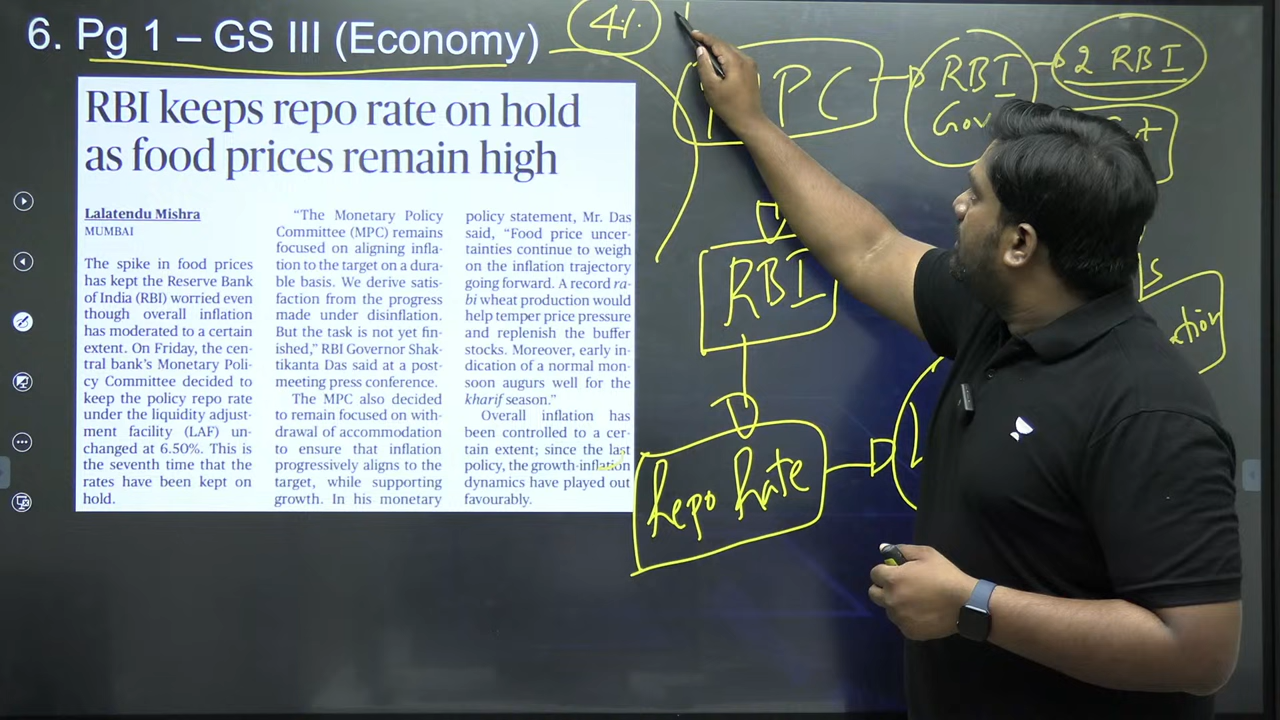 6. Pg 1 – GS III (Economy)
4%
PC
RBI
Gov
2 RBI
RBI keeps repo rate on hold
as food prices remain high
Lalatendu Mishra
MUMBAI
The spike in food prices
has kept the Reserve Bank
of India (RBI) worried even
though overall inflation
has moderated to a certain
extent. On Friday, the cen-
tral bank's Monetary Poli-
cy Committee decided to
keep the policy repo rate
under the liquidity adjust-
ment facility (LAF) un-
changed at 6.50%. This is
the seventh time that the
rates have been kept on
hold.
"The Monetary Policy
Committee (MPC) remains
focused on aligning infla-
tion to the target on a dura-
ble basis. We derive satis-
faction from the progress
made under disinflation.
But the task is not yet fin-
ished," RBI Governor Shak-
tikanta Das said at a post-
meeting press conference.
The MPC also decided
to remain focused on with-
drawal of accommodation
to ensure that inflation
progressively aligns to the
target, while supporting
growth. In his monetary
policy statement, Mr. Das
said, "Food price uncer-
tainties continue to weigh
on the inflation trajectory
going forward. A record ra-
bi wheat production would
help temper price pressure
and replenish the buffer
stocks. Moreover, early in-
dication of a normal mon-
soon augurs well for the
kharif season."
Overall inflation has
been controlled to a cer-
tain extent; since the last
policy, the growth-inflation
dynamics have played out
favourably.
RBI
ation
Repo Rate